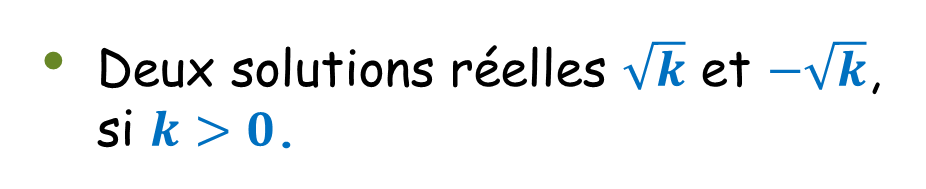 • Deux solutions réelles √k et −√k,
si k > 0.